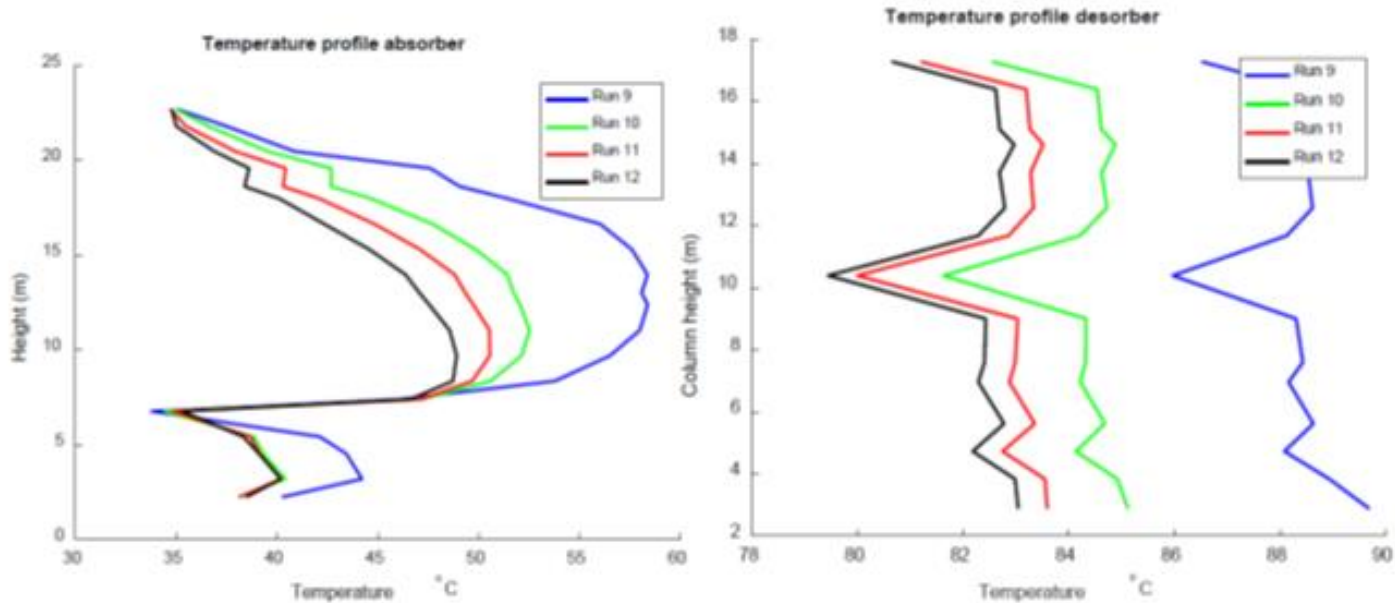 Temperature profile absorber
25
20
15
10
5
0
Height (m)
30 35 40 45 50 55 60
Temperature °C
Run 9
Run 10
Run 11
Run 12
Temperature profile desorber
18
16
14
12
10
8
6
4
2
Column height (m)
78 80 82 84 86 88 90
Temperature °C
Run 9
Run 10
Run 11
Run 12